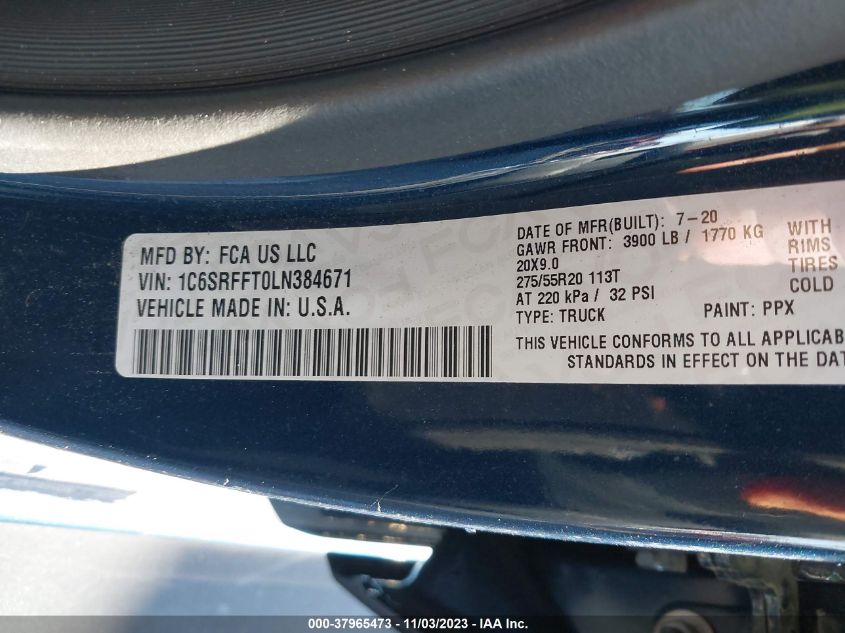 MFD BY: FCA US LLC
VIN: 1C6SRFFT0LN384671
VEHICLE MADE IN: U.S.A.
DATE OF MFR(BUILT): 7-20
GAWR FRONT: 3900 LB / 1770 KG WITH
20X9.0 RIMS
275/55R20 113T TIRES
AT 220 kPa / 32 PSI COLD
TYPE: TRUCK PAINT: PPX
THIS VEHICLE CONFORMS TO ALL APPLICAB
STANDARDS IN EFFECT ON THE DAT
000-37965473 - 11/03/2023 - IAA Inc.